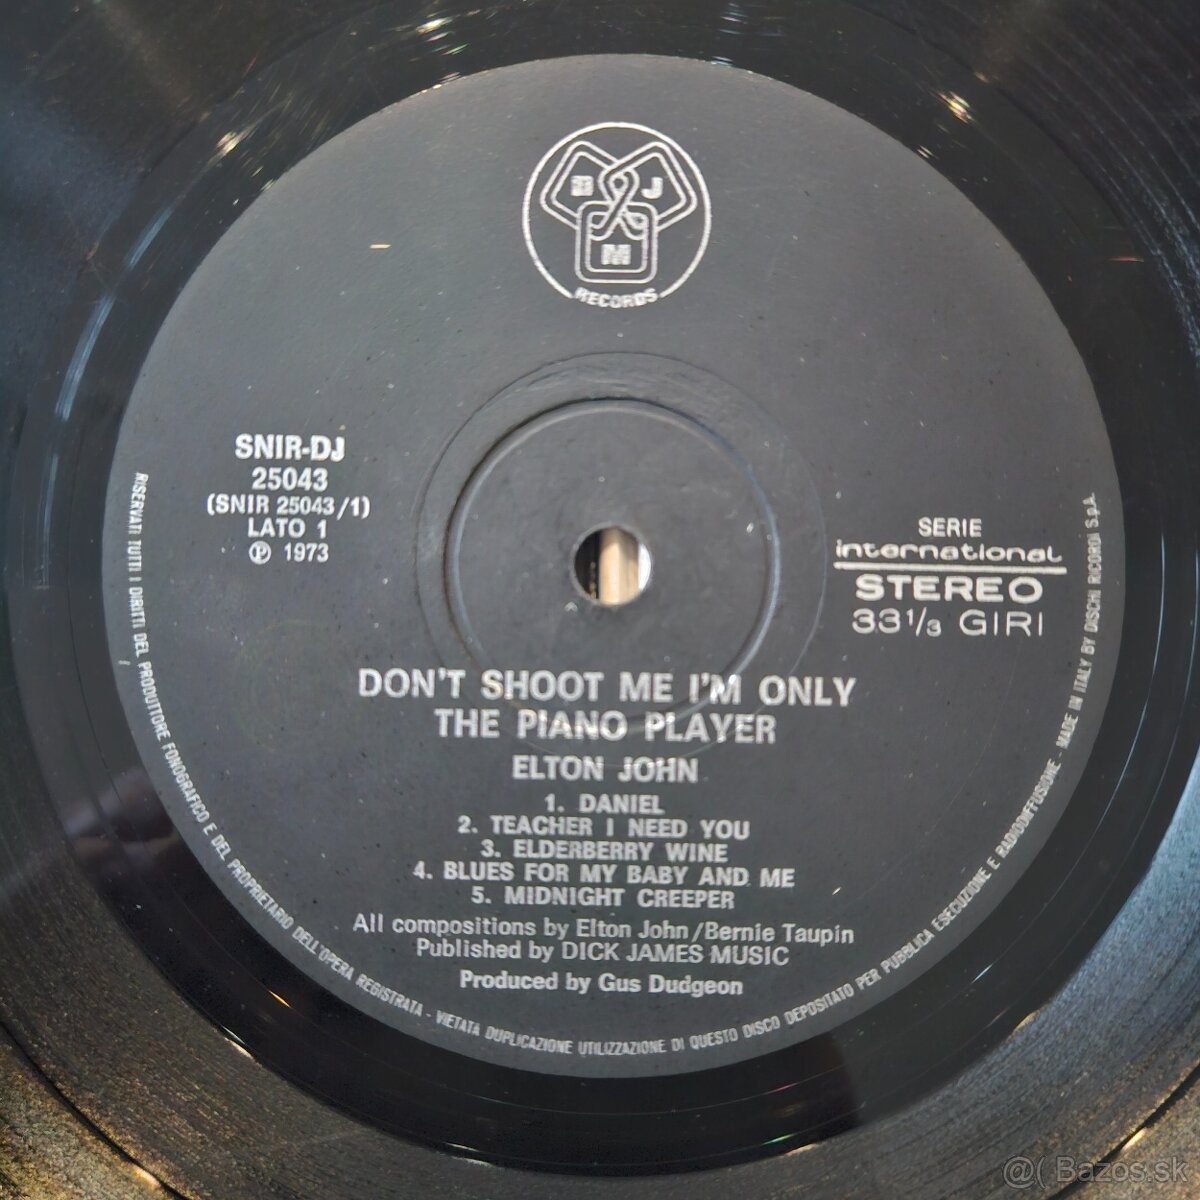 D J
M
RECORDS
SNIR-DJ
25043
(SNIR 25043/1)
LATO 1
Ⓟ 1973
SERIE
international
STEREO
33 1/3 GIRI
DON'T SHOOT ME I'M ONLY
THE PIANO PLAYER
ELTON JOHN
1. DANIEL
2. TEACHER I NEED YOU
3. ELDERBERRY WINE
4. BLUES FOR MY BABY AND ME
5. MIDNIGHT CREEPER
All compositions by Elton John/Bernie Taupin
Published by DICK JAMES MUSIC
Produced by Gus Dudgeon
RISERVATI TUTTI I DIRITTI DEL PRODUTTORE FONOGRAFICO E DEL PROPRIETARIO DELL'OPERA REGISTRATA - VIETATA DUPLICAZIONE UTILIZZAZIONE DI QUESTO DISCO DEPOSITATO PER PUBBLICA ESECUZIONE E RADIODIFFUSIONE - MADE IN ITALY BY DISCHI RICORDI S.p.A.
@( Bazos.sk